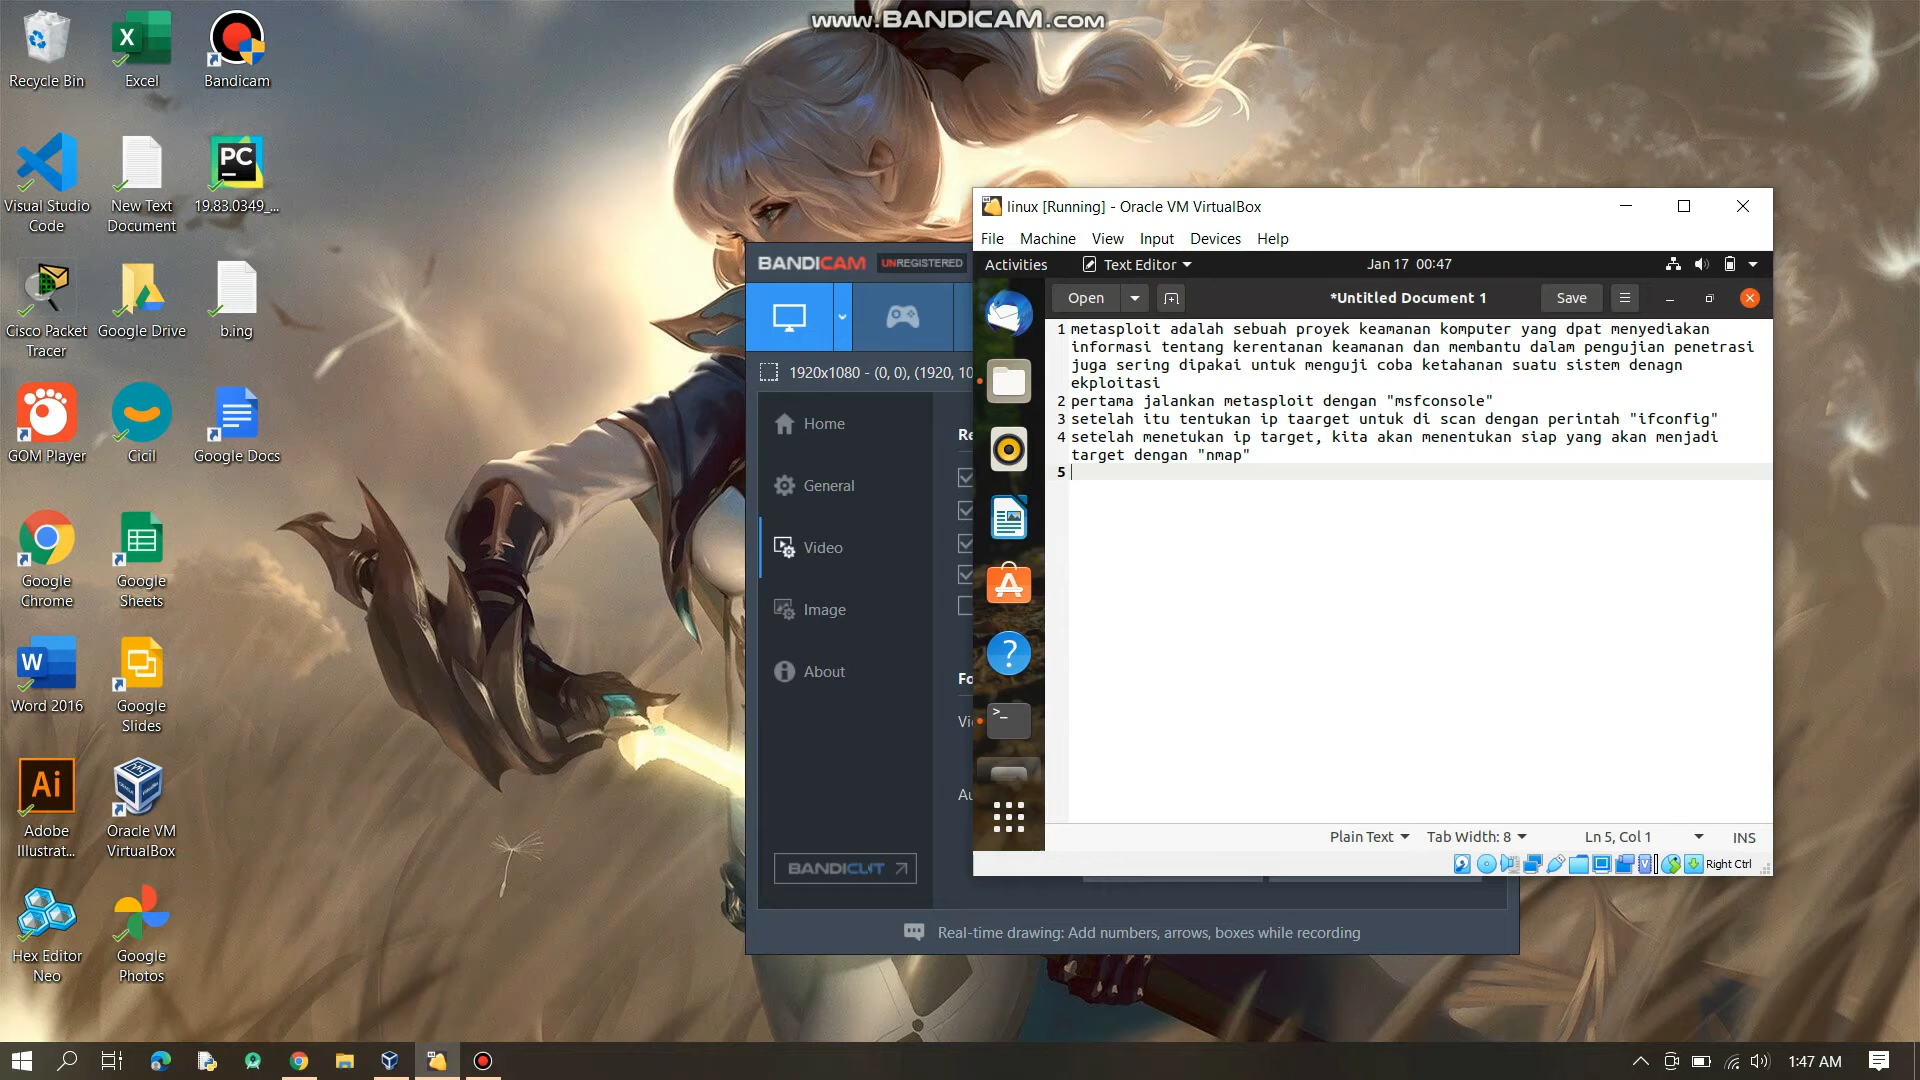 www.BANDICAM.com
Recycle Bin
Excel
Bandicam
Visual Studio
Code
New Text
Document
PC
19.83.0349_...
Cisco Packet
Tracer
Google Drive
b.ing
GOM Player
Cicil
Google Docs
Google
Chrome
Google
Sheets
Word 2016
Google
Slides
Ai
Adobe
Illustrat...
Oracle VM
VirtualBox
Hex Editor
Neo
Google
Photos
BANDICAM UNREGISTERED
1920x1080 - (0, 0), (1920, 10
Home
General
Video
Image
About
Re
Fo
Vi
Au
BANDICUT
Real-time drawing: Add numbers, arrows, boxes while recording
linux [Running] - Oracle VM VirtualBox
File Machine View Input Devices Help
Activities Text Editor Jan 17 00:47
Open *Untitled Document 1 Save
1 metasploit adalah sebuah proyek keamanan komputer yang dpat menyediakan
informasi tentang kerentanan keamanan dan membantu dalam pengujian penetrasi
juga sering dipakai untuk menguji coba ketahanan suatu sistem denagn
ekploitasi
2 pertama jalankan metasploit dengan "msfconsole"
3 setelah itu tentukan ip taarget untuk di scan dengan perintah "ifconfig"
4 setelah menetukan ip target, kita akan menentukan siap yang akan menjadi
target dengan "nmap"
5
Plain Text Tab Width: 8 Ln 5, Col 1 INS
Right Ctrl
1:47 AM